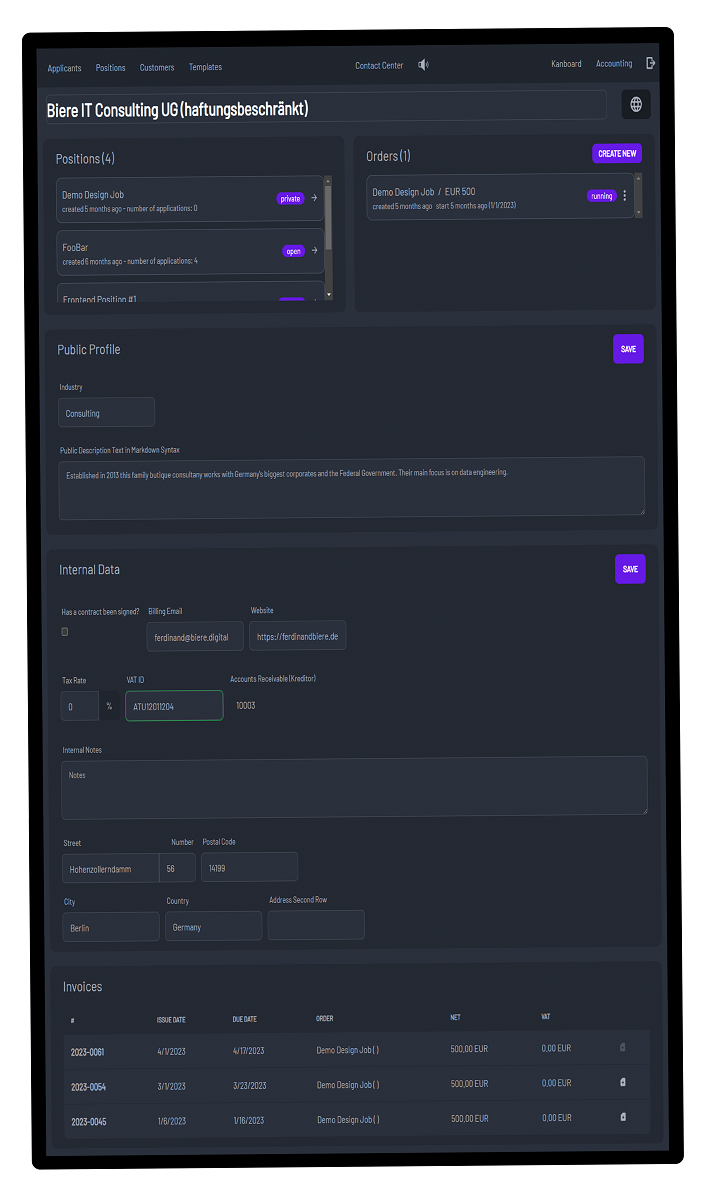 Applicants Positions Customers Templates Contact Center Kanboard Accounting
Biere IT Consulting UG (haftungsbeschränkt)
Positions (4)
Demo Design Job
created 5 months ago - number of applications: 0
private
FooBar
created 6 months ago - number of applications: 4
open
Frontend Position #1
Orders (1)
CREATE NEW
Demo Design Job / EUR 500
created 5 months ago start 5 months ago (1/1/2023)
running
Public Profile
SAVE
Industry
Consulting
Public Description Text in Markdown Syntax
Established in 2013 this family butique consultany works with Germany's biggest corporates and the Federal Government. Their main focus is on data engineering.
Internal Data
SAVE
Has a contract been signed? Billing Email Website
ferdinand@biere.digital https://ferdinandbiere.de
Tax Rate VAT ID Accounts Receivable (Kreditor)
0 % ATU12011204 10003
Internal Notes
Notes
Street Number Postal Code
Hohenzollerndamm 56 14199
City Country Address Second Row
Berlin Germany
Invoices
# ISSUE DATE DUE DATE ORDER NET VAT
2023-0061 4/1/2023 4/17/2023 Demo Design Job ( ) 500,00 EUR 0,00 EUR
2023-0054 3/1/2023 3/23/2023 Demo Design Job ( ) 500,00 EUR 0,00 EUR
2023-0045 1/6/2023 1/16/2023 Demo Design Job ( ) 500,00 EUR 0,00 EUR